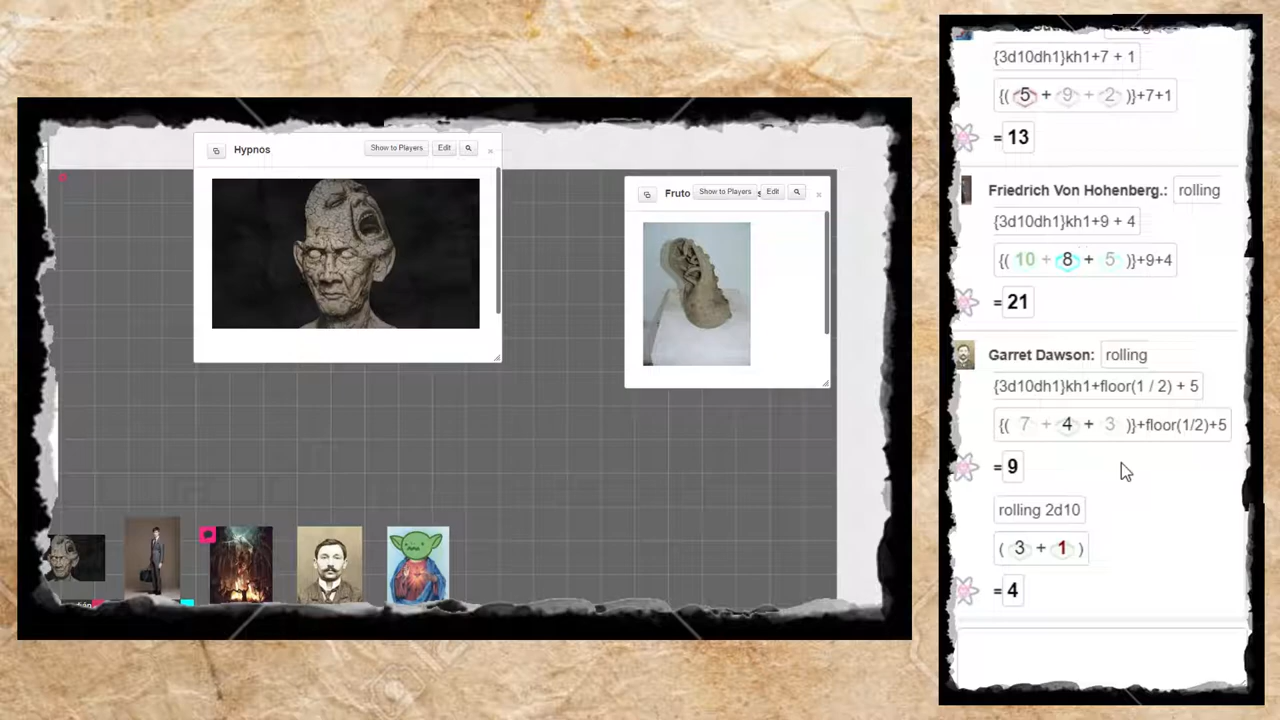 Hypnos
Show to Players
Edit
Fruto
Show to Players
Edit
{3d10dh1}kh1+7 + 1
{( 5 + 9 + 2 )}+7+1
= 13
Friedrich Von Hohenberg.: rolling
{3d10dh1}kh1+9 + 4
{( 10 + 8 + 5 )}+9+4
= 21
Garret Dawson: rolling
{3d10dh1}kh1+floor(1 / 2) + 5
{( 7 + 4 + 3 )}+floor(1/2)+5
= 9
rolling 2d10
( 3 + 1 )
= 4